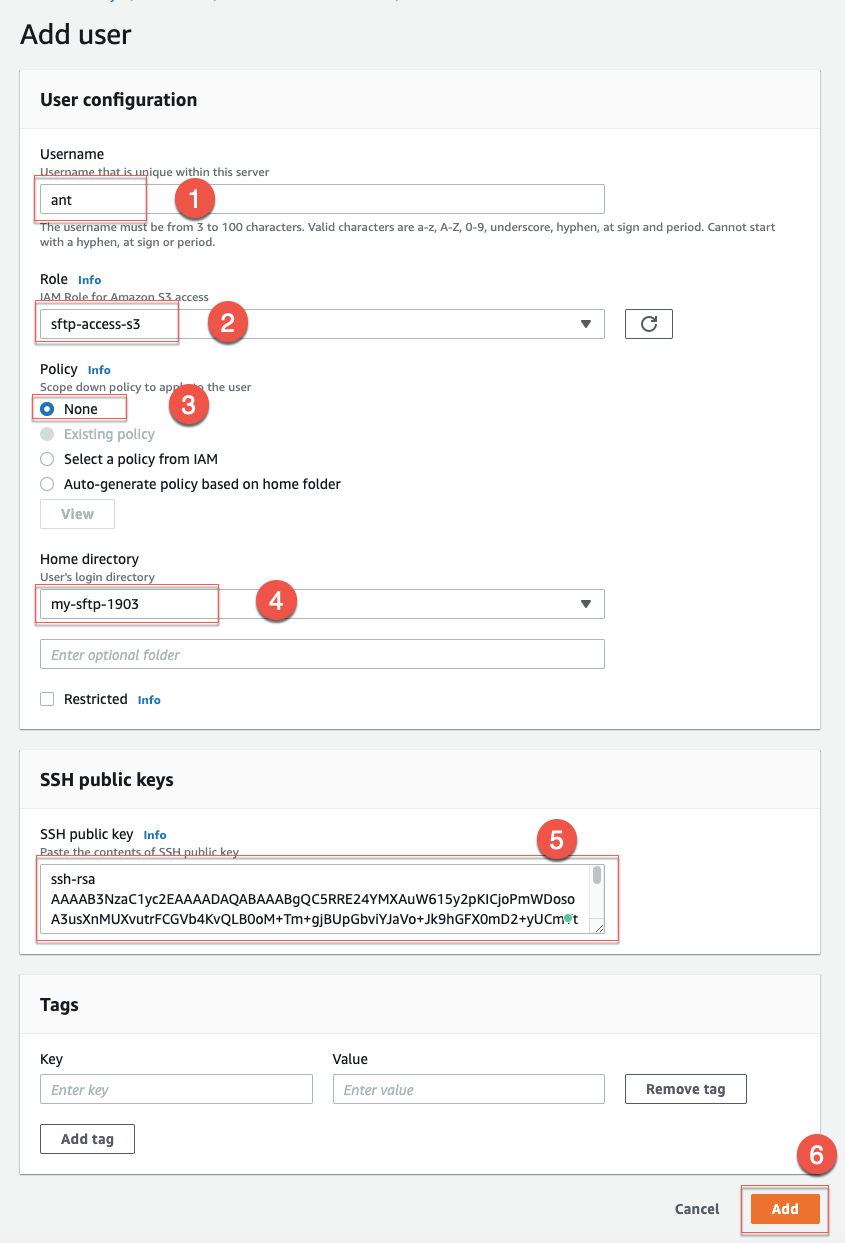 Add user
User configuration
Username
Username that is unique within this server
ant
1
The username must be from 3 to 100 characters. Valid characters are a-z, A-Z, 0-9, underscore, hyphen, at sign and period. Cannot start
with a hyphen, at sign or period.
Role Info
IAM Role for Amazon S3 access
sftp-access-s3
2
Policy Info
Scope down policy to apply to the user
None
3
Existing policy
Select a policy from IAM
Auto-generate policy based on home folder
View
Home directory
User's login directory
my-sftp-1903
4
Enter optional folder
Restricted Info
SSH public keys
SSH public key Info
5
Paste the contents of SSH public key
ssh-rsa
AAAAB3NzaC1yc2EAAAADAQABAAABgQC5RRE24YMXAuW615y2pKICjoPmWDoso
A3usXnMUXvutrFCGVb4KvQLB0oM+Tm+gjBUpGbviYJaVo+Jk9hGFX0mD2+yUCm
Tags
Key Value
Enter key Enter value Remove tag
Add tag
6
Cancel Add